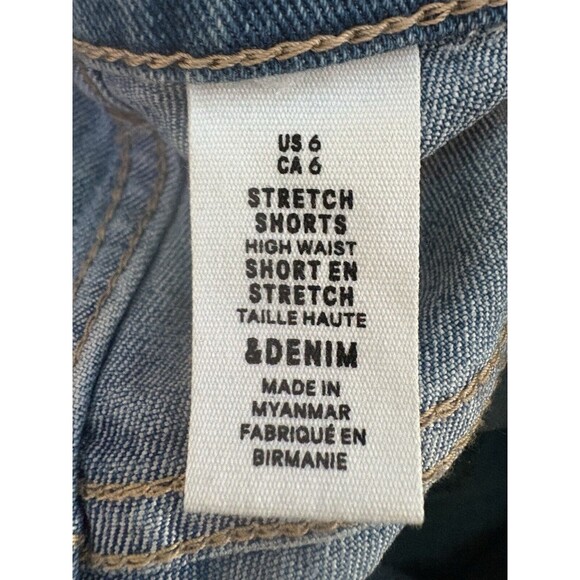 US 6
CA 6
STRETCH
SHORTS
HIGH WAIST
SHORT EN
STRETCH
TAILLE HAUTE
&DENIM
MADE IN
MYANMAR
FABRIQUÉ EN
BIRMANIE